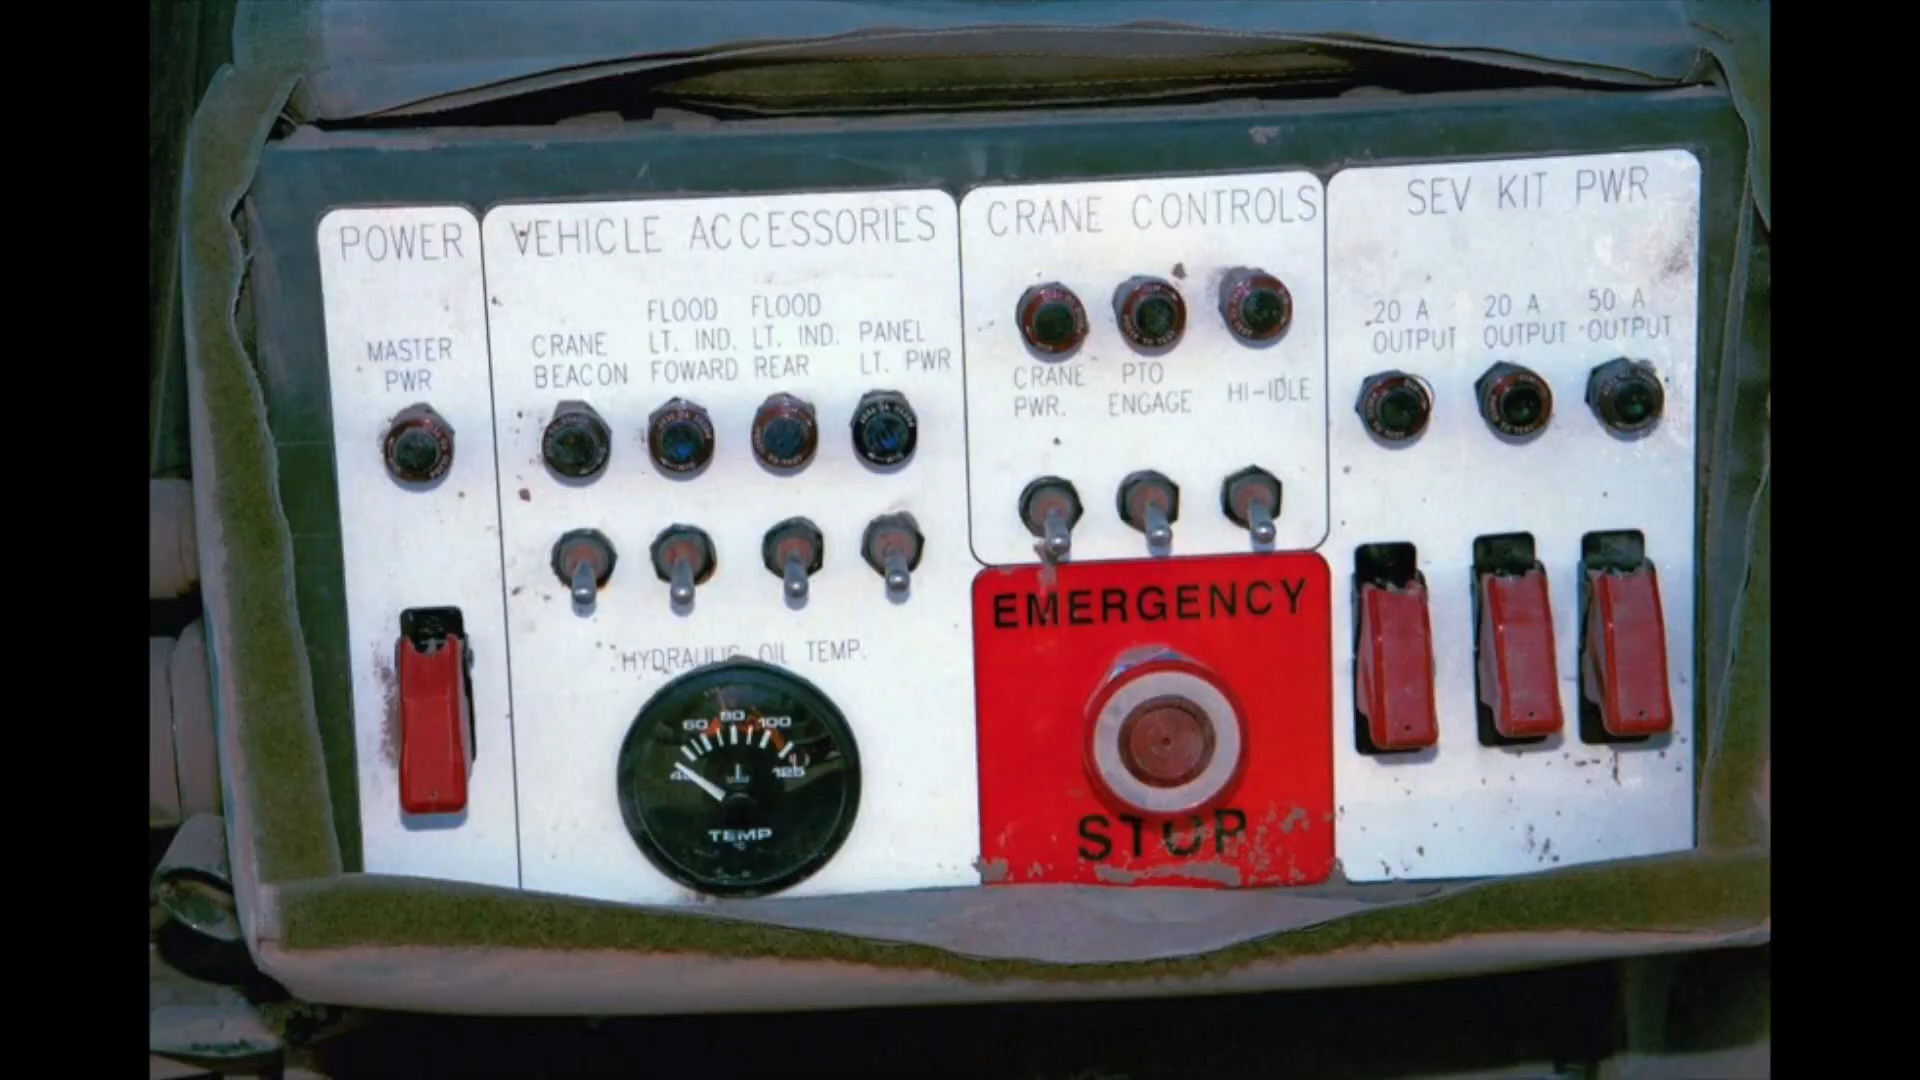 POWER
MASTER
PWR
VEHICLE ACCESSORIES
CRANE
BEACON
FLOOD
LT. IND.
FOWARD
FLOOD
LT. IND.
REAR
PANEL
LT. PWR
HYDRAULIC OIL TEMP.
40 60 80 100 125
TEMP
°C
CRANE CONTROLS
CRANE
PWR.
PTO
ENGAGE
HI-IDLE
EMERGENCY
STOP
SEV KIT PWR
20 A
OUTPUT
20 A
OUTPUT
50 A
OUTPUT